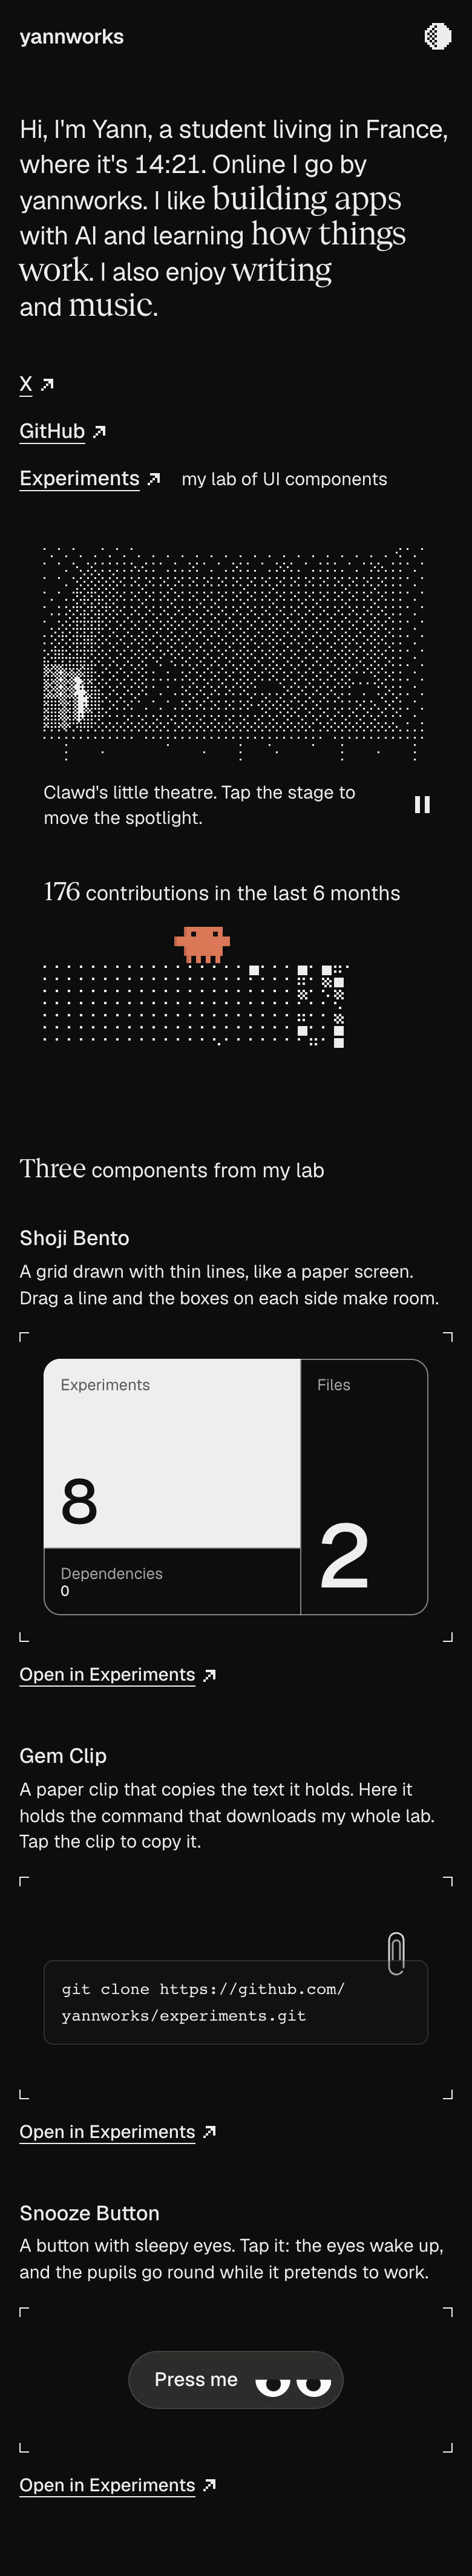 yannworks
Hi, I'm Yann, a student living in France,
where it's 14:21. Online I go by
yannworks. I like building apps
with AI and learning how things
work. I also enjoy writing
and music.
X
GitHub
Experiments my lab of UI components
Clawd's little theatre. Tap the stage to
move the spotlight.
176 contributions in the last 6 months
Three components from my lab
Shoji Bento
A grid drawn with thin lines, like a paper screen.
Drag a line and the boxes on each side make room.
Experiments
8
Files
2
Dependencies
0
Open in Experiments
Gem Clip
A paper clip that copies the text it holds. Here it
holds the command that downloads my whole lab.
Tap the clip to copy it.
git clone https://github.com/
yannworks/experiments.git
Open in Experiments
Snooze Button
A button with sleepy eyes. Tap it: the eyes wake up,
and the pupils go round while it pretends to work.
Press me
Open in Experiments